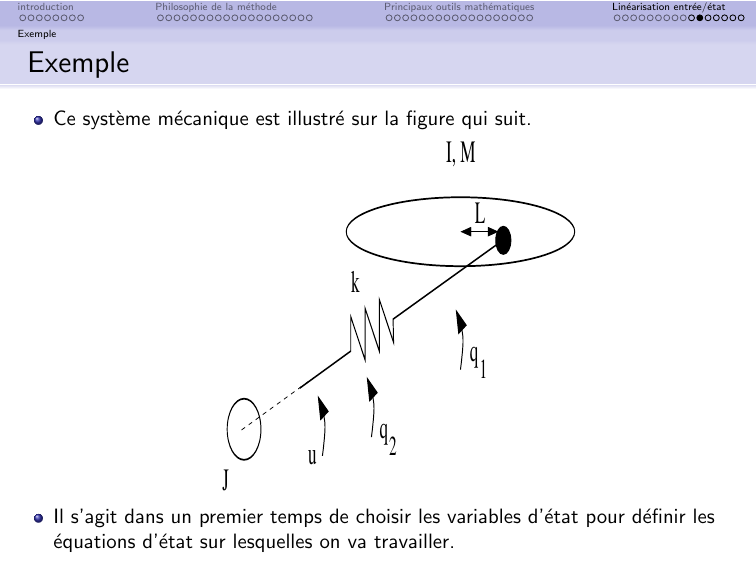 introduction
Philosophie de la méthode
Principaux outils mathématiques
Linéarisation entrée/état
Exemple
Exemple
Ce système mécanique est illustré sur la figure qui suit.
I, M
L
k
q1
q2
u
J
Il s'agit dans un premier temps de choisir les variables d'état pour définir les
équations d'état sur lesquelles on va travailler.